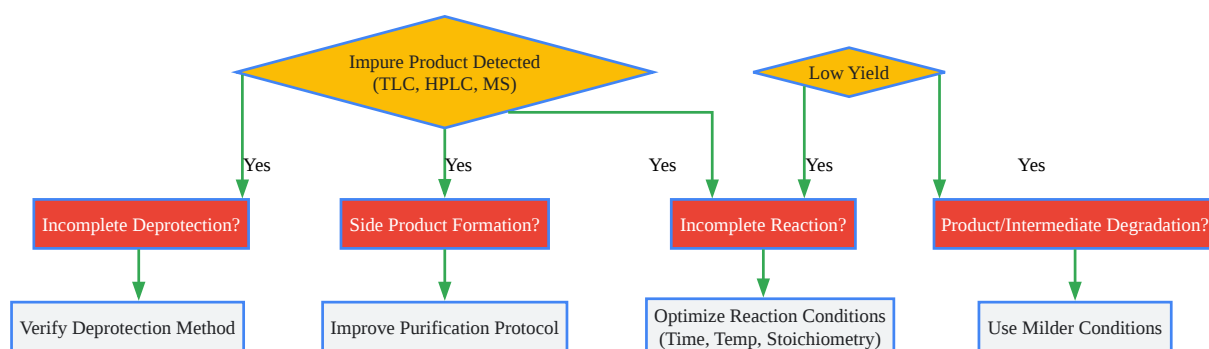 Impure Product Detected
(TLC, HPLC, MS)
Low Yield
Yes
Yes
Yes
Yes
Yes
Incomplete Deprotection?
Side Product Formation?
Incomplete Reaction?
Product/Intermediate Degradation?
Verify Deprotection Method
Improve Purification Protocol
Optimize Reaction Conditions
(Time, Temp, Stoichiometry)
Use Milder Conditions